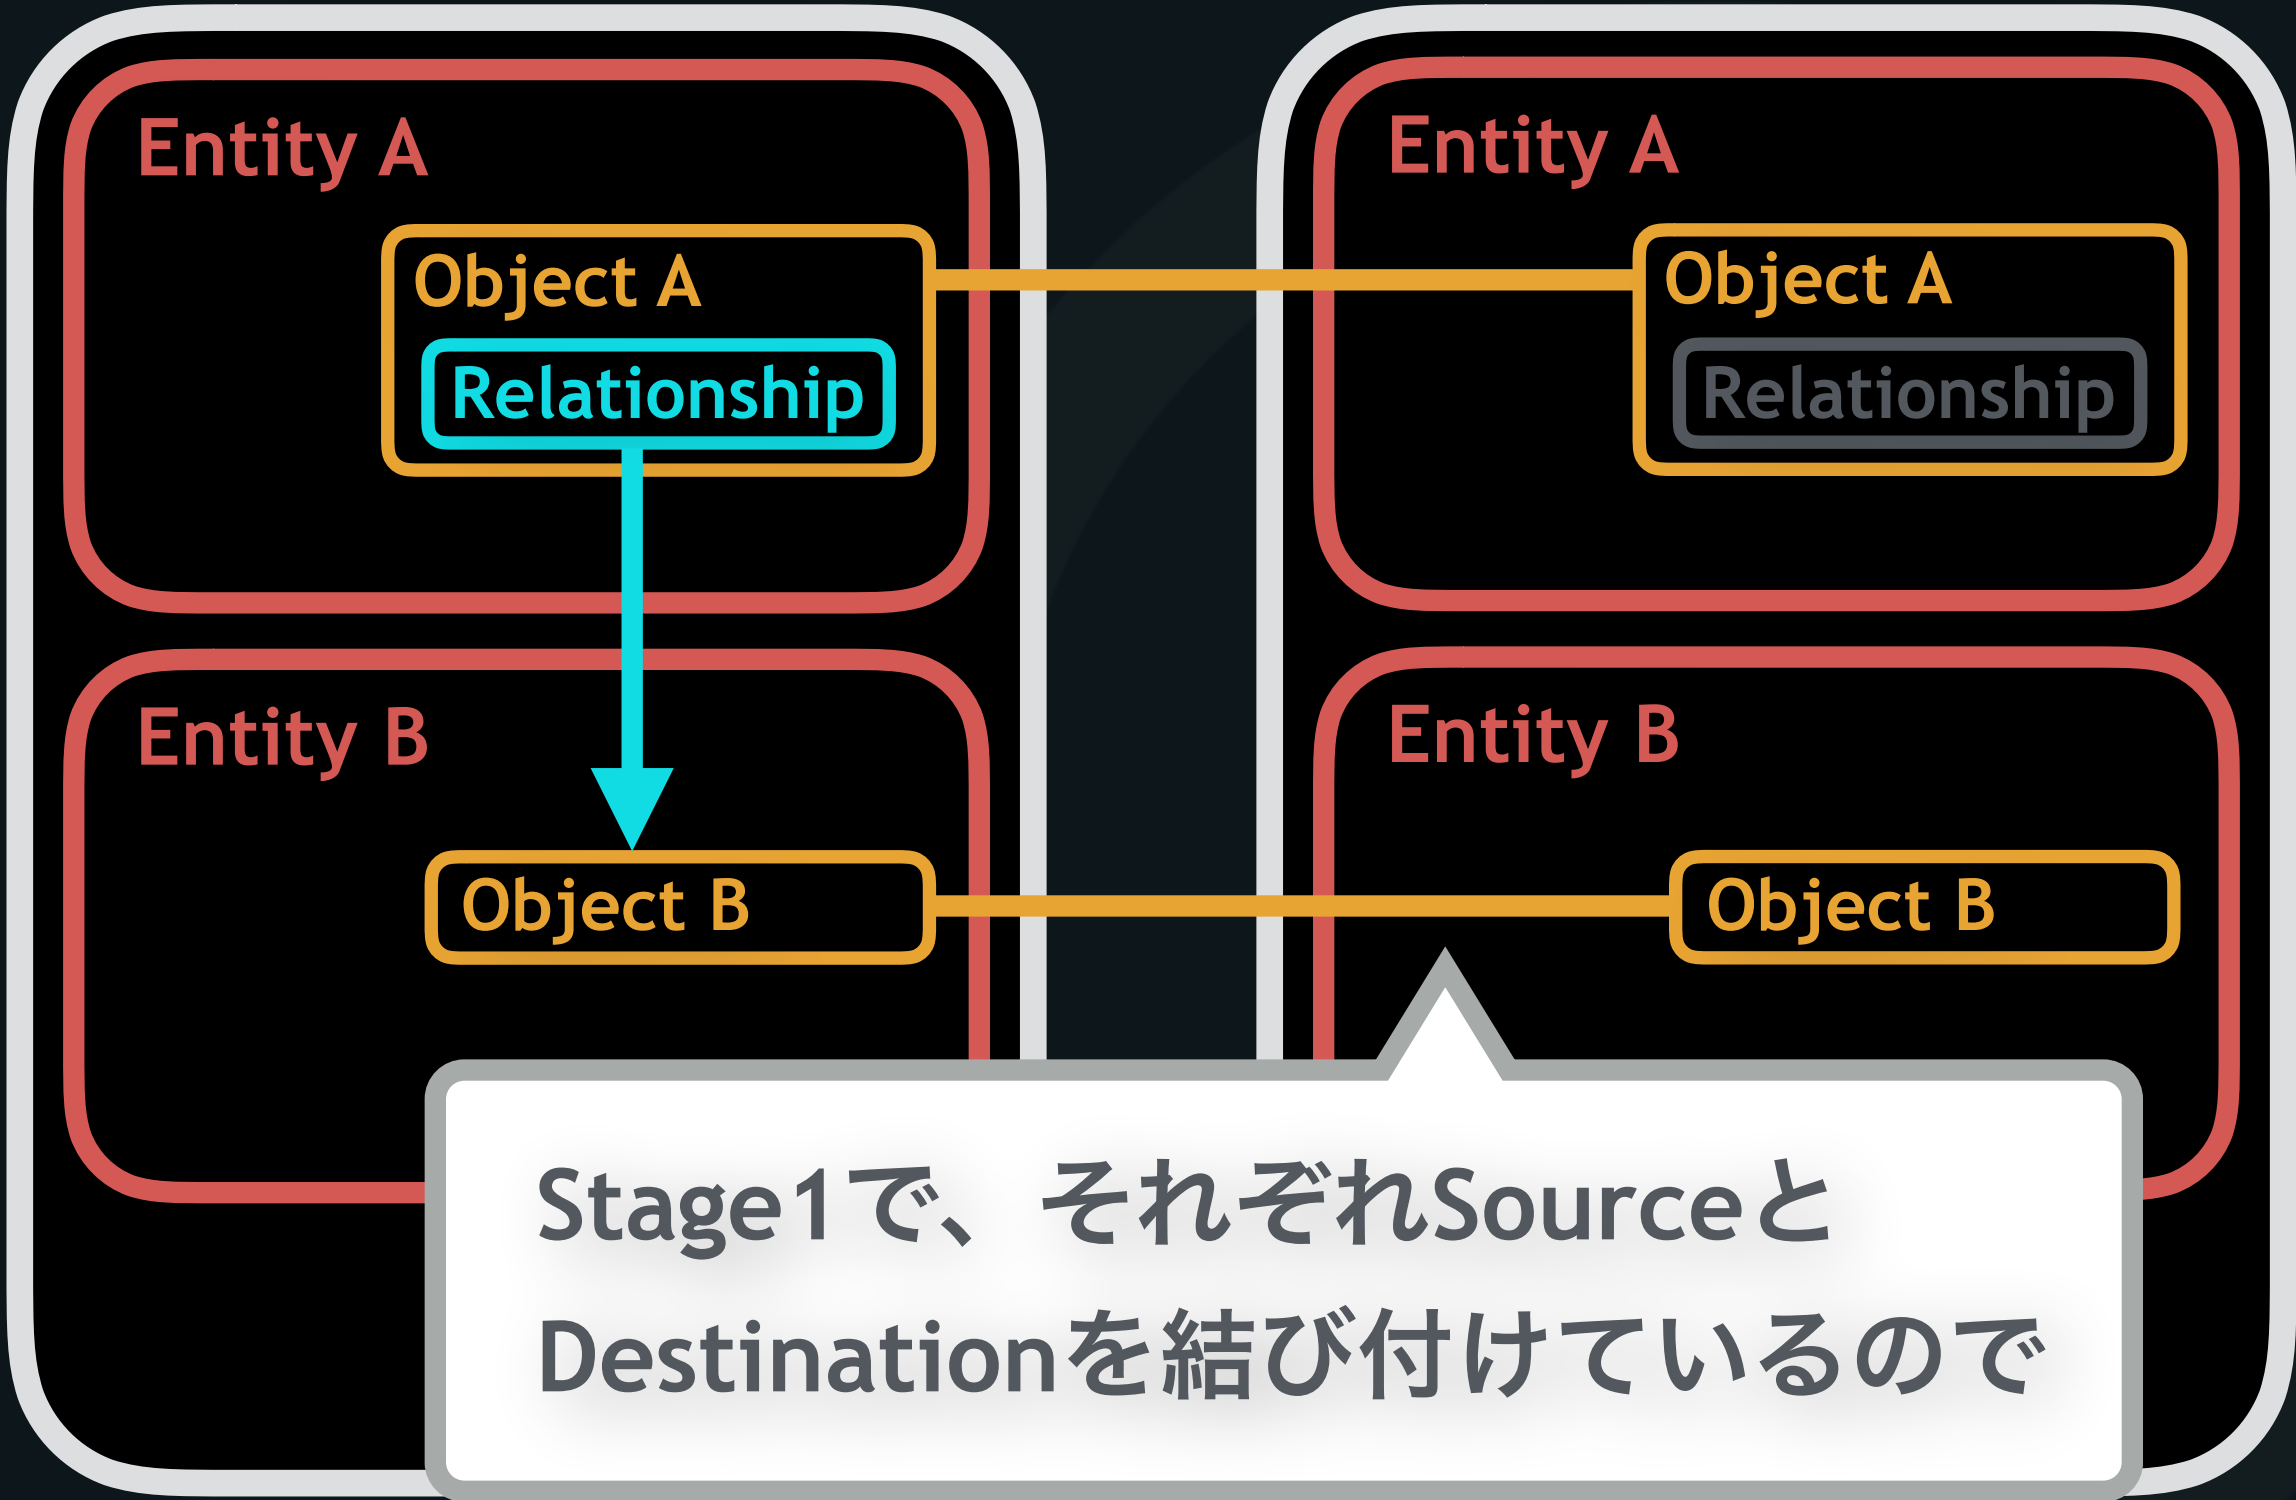 Entity A
Object A
Relationship
Entity B
Object B
Entity A
Object A
Relationship
Entity B
Object B
Stage1で、それぞれSourceと
Destinationを結び付けているので